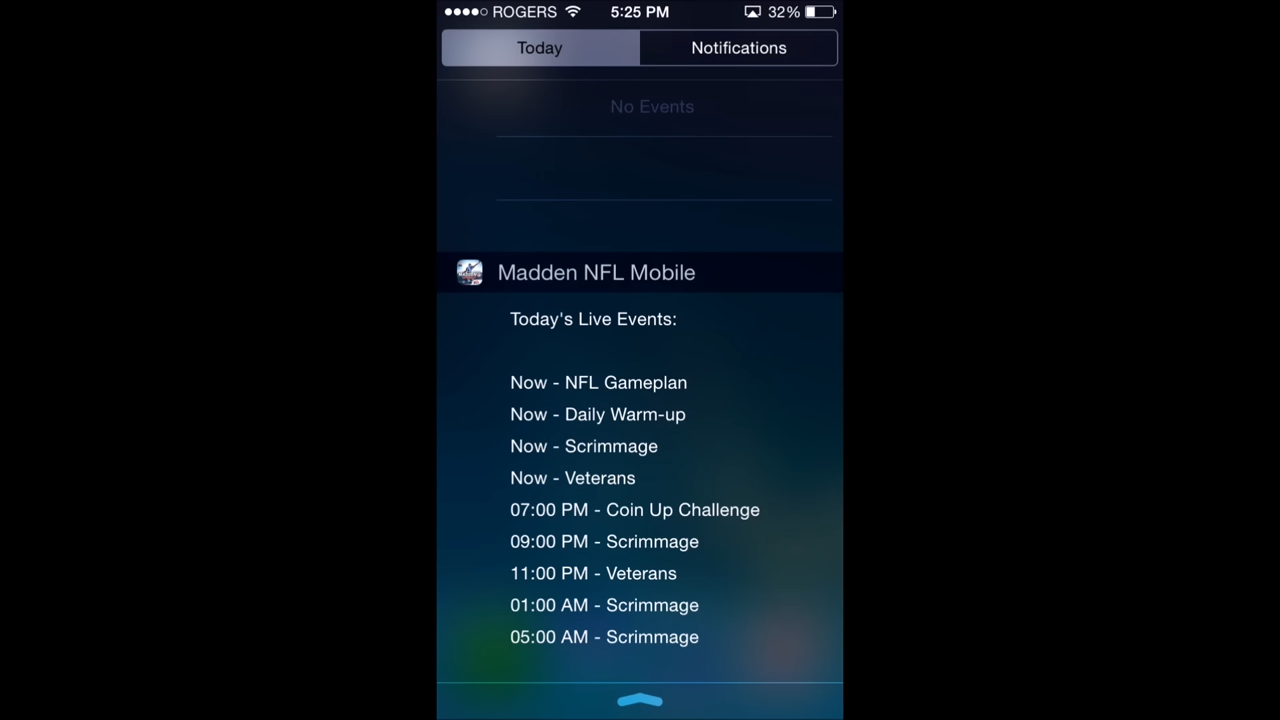 ROGERS 5:25 PM 32%
Today Notifications
No Events
Madden NFL Mobile
Today's Live Events:
Now - NFL Gameplan
Now - Daily Warm-up
Now - Scrimmage
Now - Veterans
07:00 PM - Coin Up Challenge
09:00 PM - Scrimmage
11:00 PM - Veterans
01:00 AM - Scrimmage
05:00 AM - Scrimmage